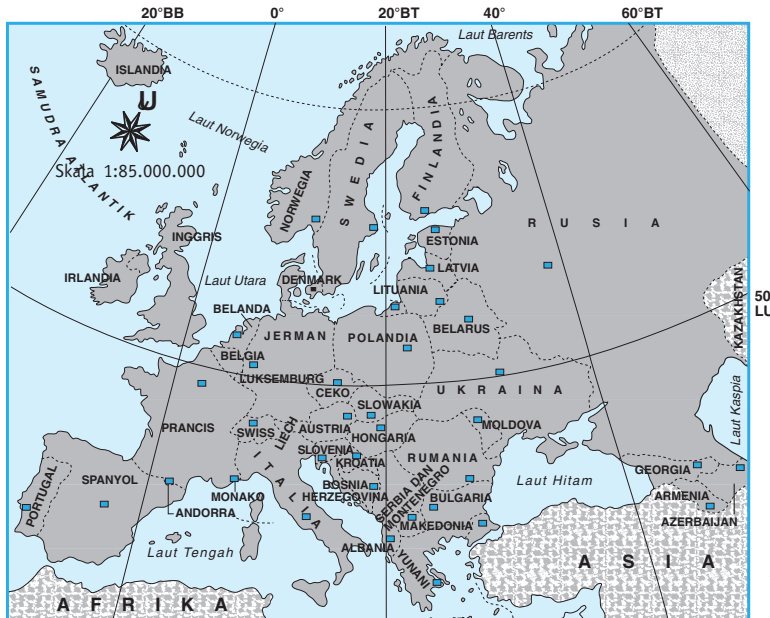 20°BB
0°
20°BT
40°
60°BT
Laut Barents
ISLANDIA
U
SAMUDRA ATLANTIK
Laut Norwegia
Skala 1:85.000.000
NORWEGIA
SWEDIA
FINLANDIA
RUSIA
INGGRIS
ESTONIA
IRLANDIA
Laut Utara
DENMARK
LATVIA
LITUANIA
KAZAKHSTAN
50
LU
BELANDA
JERMAN
POLANDIA
BELARUS
BELGIA
LUKSEMBURG
CEKO
UKRAINA
Laut Kaspia
SLOWAKIA
PRANCIS
SWISS
LIECH
AUSTRIA
HONGARIA
MOLDOVA
SLOVENIA
KROATIA
RUMANIA
GEORGIA
PORTUGAL
SPANYOL
ITALIA
BOSNIA
HERZEGOVINA
SERBIA DAN
MONTENEGRO
Laut Hitam
MONAKO
BULGARIA
ARMENIA
ANDORRA
MAKEDONIA
AZERBAIJAN
Laut Tengah
ALBANIA
YUNANI
ASIA
AFRIKA